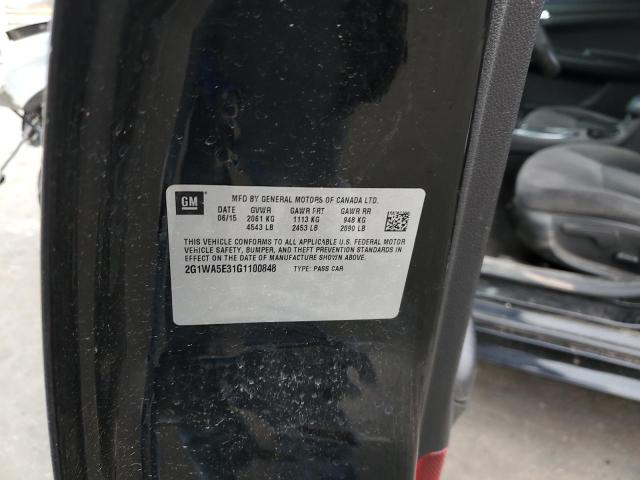 GM
MFD BY GENERAL MOTORS OF CANADA LTD.
DATE GVWR GAWR FRT GAWR RR
06/15 2061 KG 1113 KG 948 KG
4543 LB 2453 LB 2090 LB
THIS VEHICLE CONFORMS TO ALL APPLICABLE U.S. FEDERAL MOTOR
VEHICLE SAFETY, BUMPER, AND THEFT PREVENTION STANDARDS
IN EFFECT ON THE DATE OF MANUFACTURE SHOWN ABOVE.
2G1WA5E31G1100848 TYPE: PASS CAR